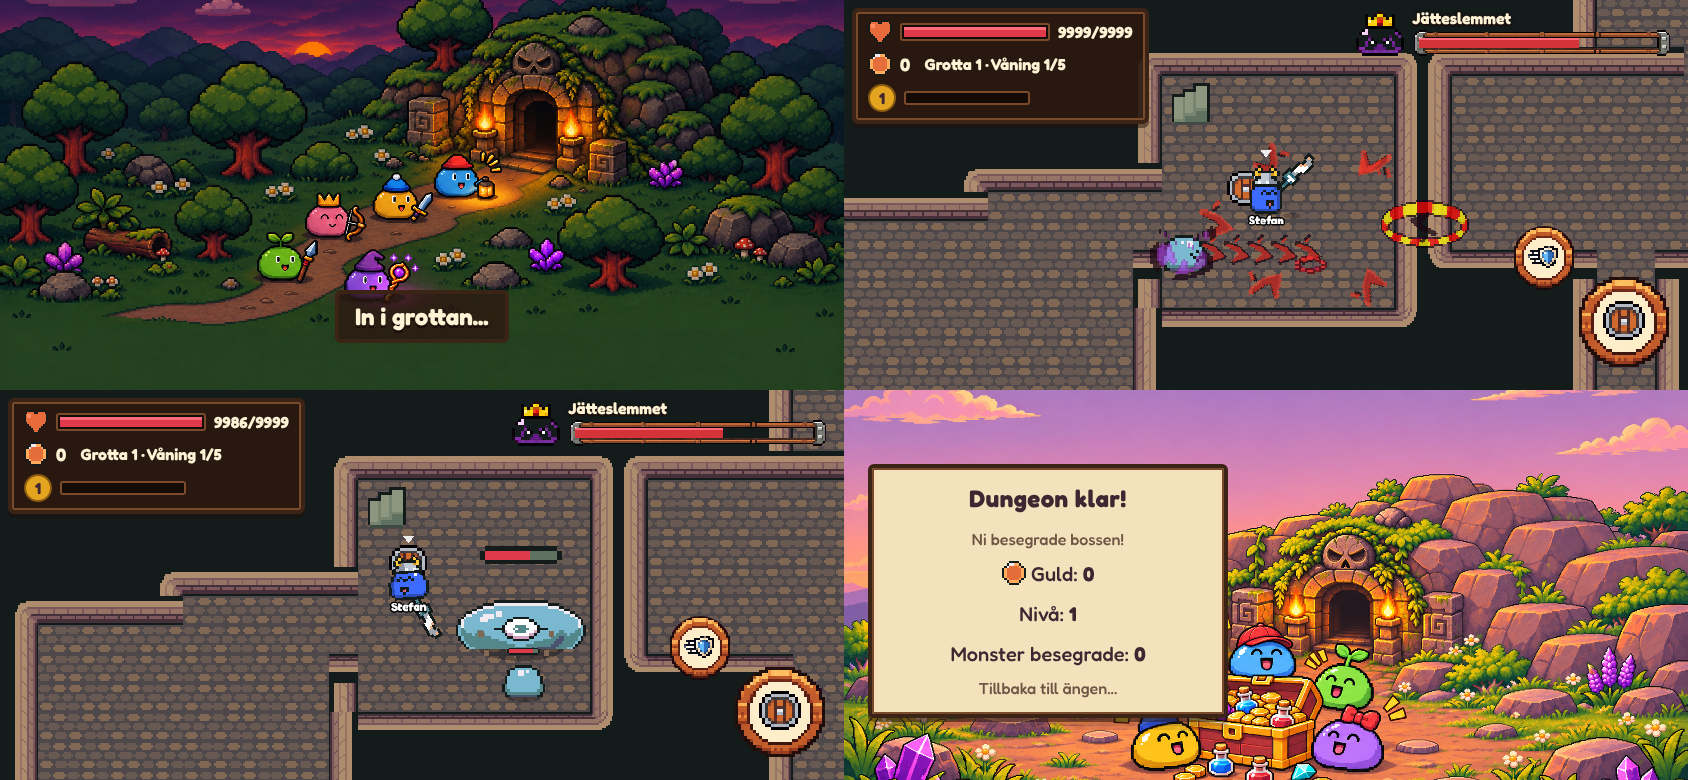 In i grottan...
9999/9999
0 Grotta 1 · Våning 1/5
1
Jätteslemmet
Stefan
9986/9999
0 Grotta 1 · Våning 1/5
1
Jätteslemmet
Stefan
Dungeon klar!
Ni besegrade bossen!
Guld: 0
Nivå: 1
Monster besegrade: 0
Tillbaka till ängen...